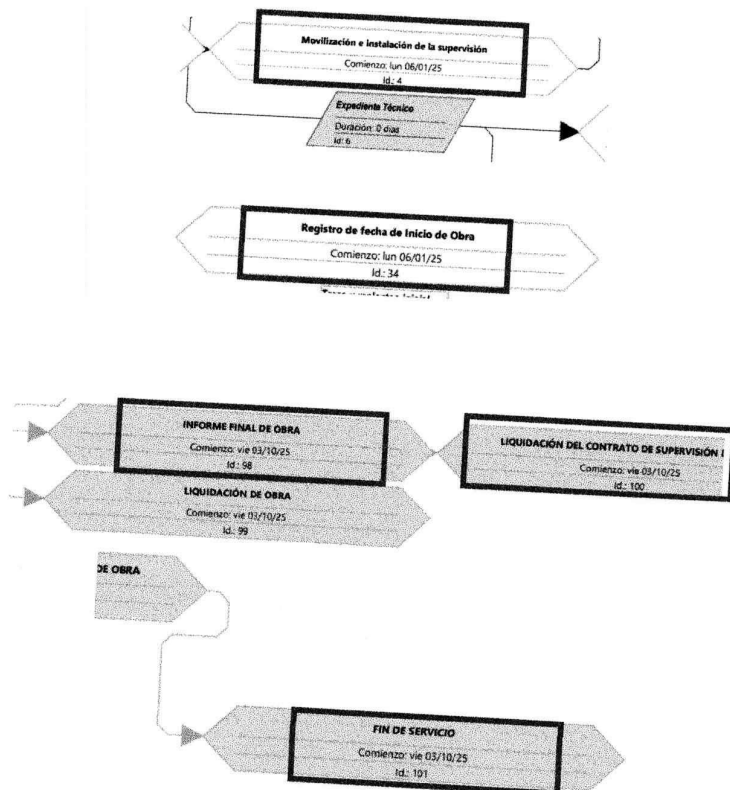 Movilización e instalación de la supervisión
Comienzo: lun 06/01/25
Id.: 4
Expediente Técnico
Duración: 0 días
Id: 6
Registro de fecha de Inicio de Obra
Comienzo: lun 06/01/25
Id.: 34
INFORME FINAL DE OBRA
Comienzo: vie 03/10/25
Id.: 98
LIQUIDACIÓN DEL CONTRATO DE SUPERVISIÓN
Comienzo: vie 03/10/25
Id.: 100
LIQUIDACIÓN DE OBRA
Comienzo: vie 03/10/25
Id.: 99
DE OBRA
FIN DE SERVICIO
Comienzo: vie 03/10/25
Id.: 101